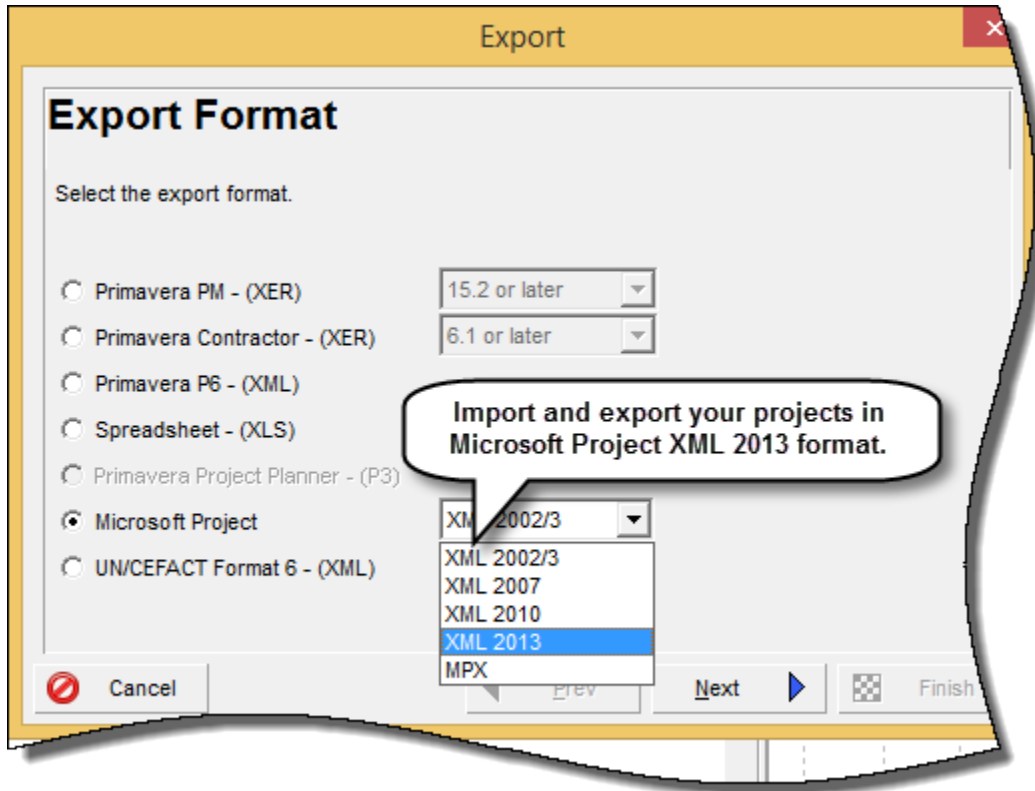 Export
Export Format
Select the export format.
Primavera PM - (XER) 15.2 or later
Primavera Contractor - (XER) 6.1 or later
Primavera P6 - (XML)
Import and export your projects in
Microsoft Project XML 2013 format.
Spreadsheet - (XLS)
Primavera Project Planner - (P3)
Microsoft Project 2002/3
XML 2002/3
UN/CEFACT Format 6 - (XML)
XML 2007
XML 2010
XML 2013
MPX
Cancel Prev Next Finish